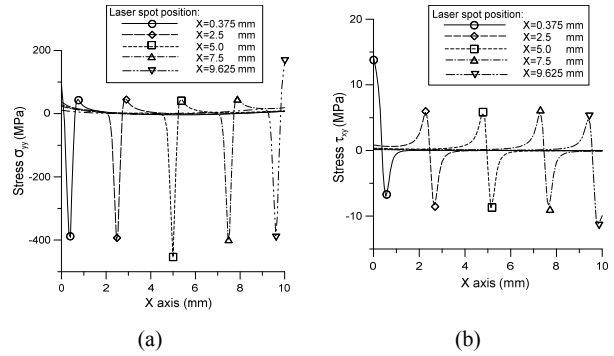 Laser spot position:
X=0.375 mm
X=2.5 mm
X=5.0 mm
X=7.5 mm
X=9.625 mm
(a)
200
0
-200
-400
Stress σyy (MPa)
0 2 4 6 8 10
X axis (mm)
(a)
Laser spot position:
X=0.375 mm
X=2.5 mm
X=5.0 mm
X=7.5 mm
X=9.625 mm
(b)
20
10
0
-10
Stress τxy (MPa)
0 2 4 6 8 10
X axis (mm)
(b)